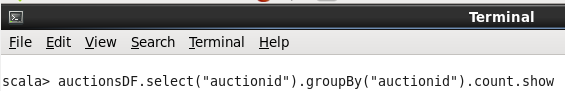 Terminal
File Edit View Search Terminal Help
scala> auctionsDF.select("auctionid").groupBy("auctionid").count.show